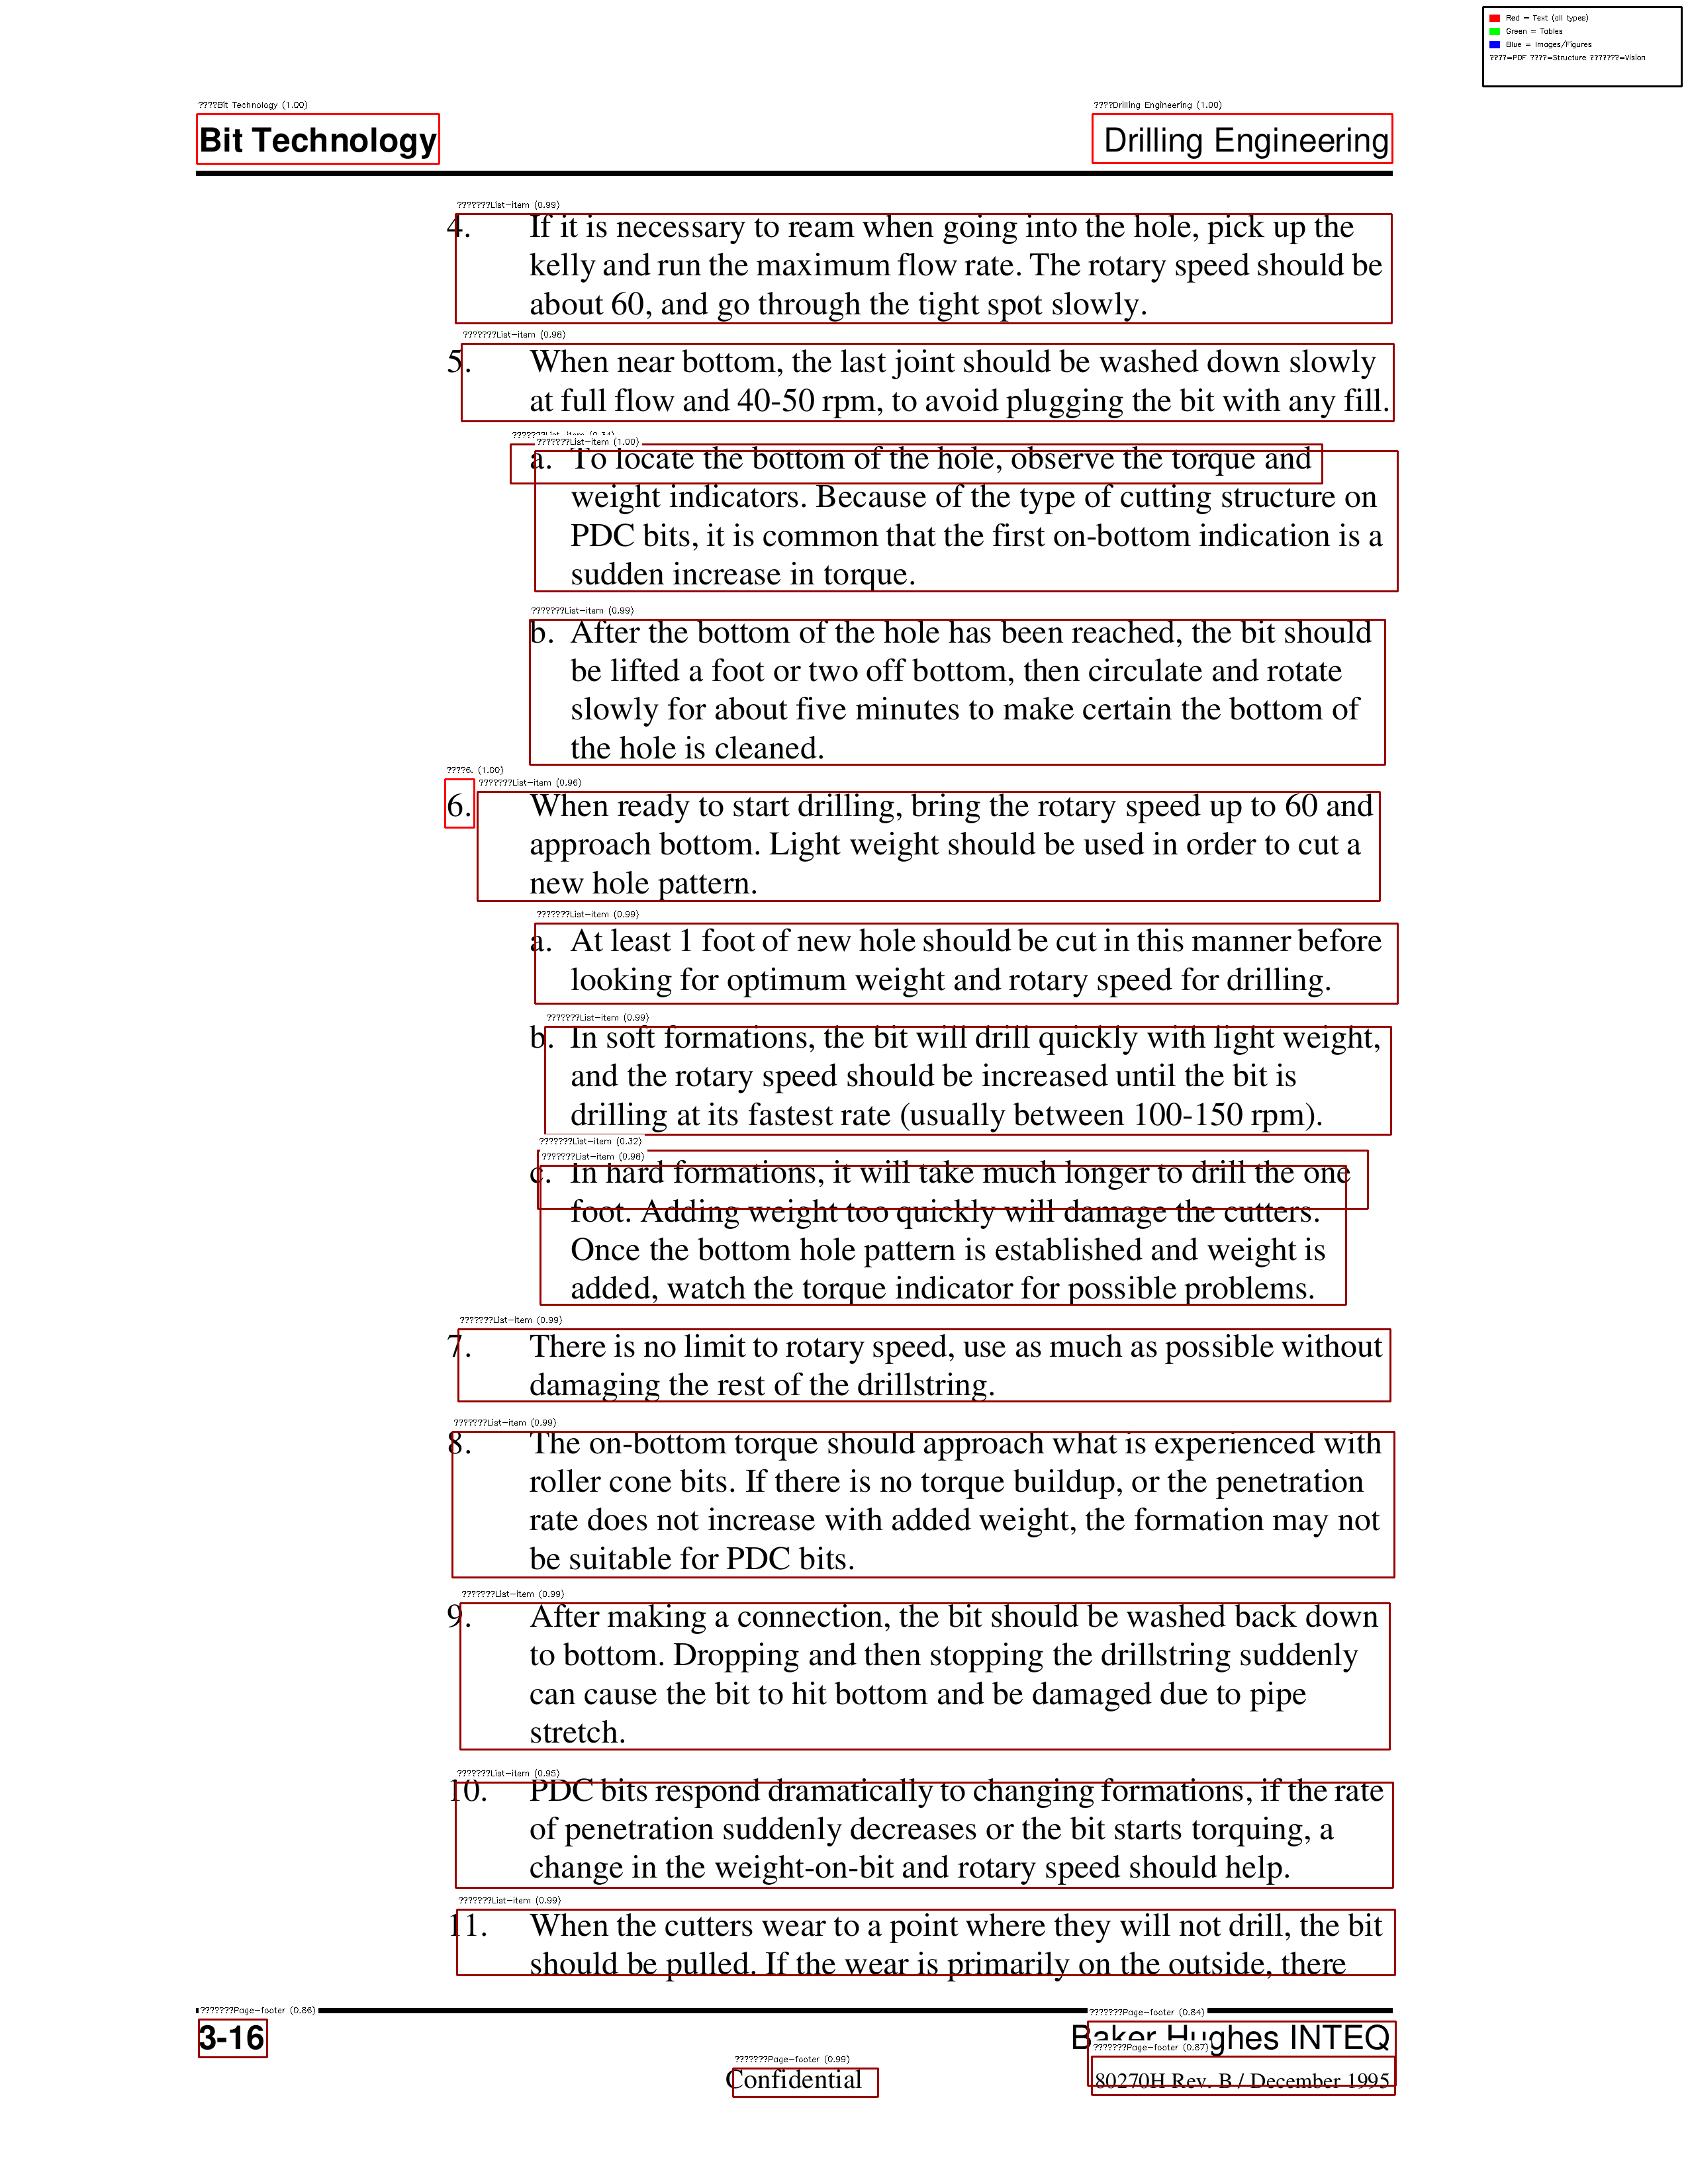 Red = Text (all types)
Green = Tables
Blue = Images/Figures
????=PDF ????=Structure ???????=Vision
????Bit Technology (1.00)
????Drilling Engineering (1.00)
Bit Technology
Drilling Engineering
???????List-item (0.99)
4. If it is necessary to ream when going into the hole, pick up the
kelly and run the maximum flow rate. The rotary speed should be
about 60, and go through the tight spot slowly.
???????List-item (0.98)
5. When near bottom, the last joint should be washed down slowly
at full flow and 40-50 rpm, to avoid plugging the bit with any fill.
???????List-item (0.34)
???????List-item (1.00)
a. To locate the bottom of the hole, observe the torque and
weight indicators. Because of the type of cutting structure on
PDC bits, it is common that the first on-bottom indication is a
sudden increase in torque.
???????List-item (0.99)
b. After the bottom of the hole has been reached, the bit should
be lifted a foot or two off bottom, then circulate and rotate
slowly for about five minutes to make certain the bottom of
the hole is cleaned.
????6. (1.00)
???????List-item (0.96)
6. When ready to start drilling, bring the rotary speed up to 60 and
approach bottom. Light weight should be used in order to cut a
new hole pattern.
???????List-item (0.99)
a. At least 1 foot of new hole should be cut in this manner before
looking for optimum weight and rotary speed for drilling.
???????List-item (0.99)
b. In soft formations, the bit will drill quickly with light weight,
and the rotary speed should be increased until the bit is
drilling at its fastest rate (usually between 100-150 rpm).
???????List-item (0.32)
???????List-item (0.98)
c. In hard formations, it will take much longer to drill the one
foot. Adding weight too quickly will damage the cutters.
Once the bottom hole pattern is established and weight is
added, watch the torque indicator for possible problems.
???????List-item (0.99)
7. There is no limit to rotary speed, use as much as possible without
damaging the rest of the drillstring.
???????List-item (0.99)
8. The on-bottom torque should approach what is experienced with
roller cone bits. If there is no torque buildup, or the penetration
rate does not increase with added weight, the formation may not
be suitable for PDC bits.
???????List-item (0.99)
9. After making a connection, the bit should be washed back down
to bottom. Dropping and then stopping the drillstring suddenly
can cause the bit to hit bottom and be damaged due to pipe
stretch.
???????List-item (0.95)
10. PDC bits respond dramatically to changing formations, if the rate
of penetration suddenly decreases or the bit starts torquing, a
change in the weight-on-bit and rotary speed should help.
???????List-item (0.99)
11. When the cutters wear to a point where they will not drill, the bit
should be pulled. If the wear is primarily on the outside, there
???????Page-footer (0.86)
???????Page-footer (0.84)
3-16
Baker Hughes INTEQ
???????Page-footer (0.87)
???????Page-footer (0.99)
Confidential
80270H Rev. B / December 1995